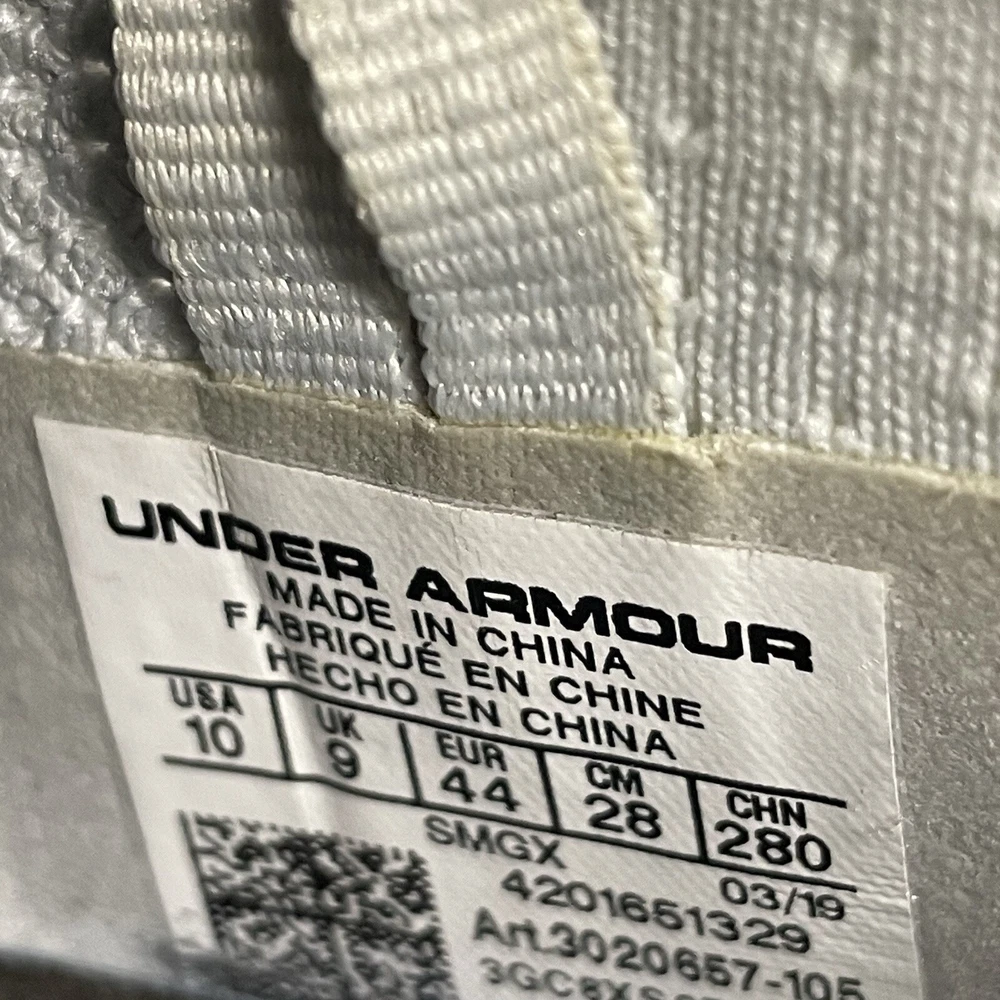 UNDER ARMOUR
MADE IN CHINA
FABRIQUÉ EN CHINE
HECHO EN CHINA
USA UK EUR CM CHN
10 9 44 28 280
SMGX 03/19
4201651329
Art.3020657-105